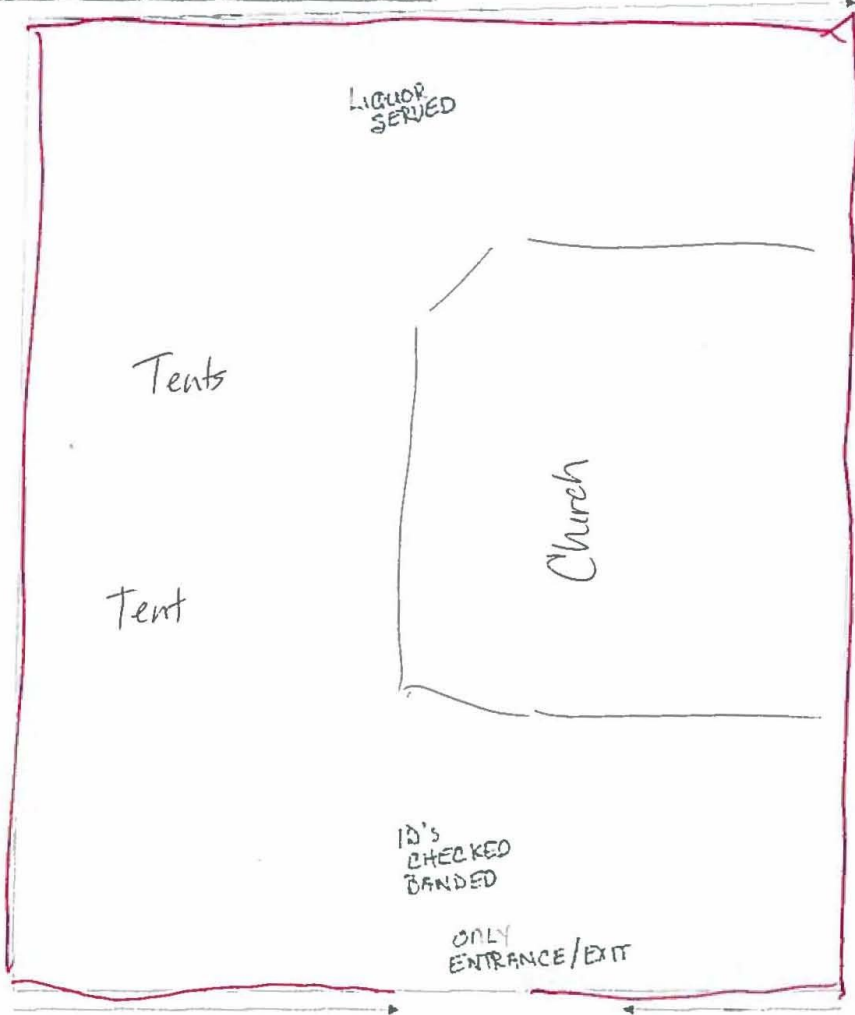 LIQUOR
SERVED
Tents
Church
Tent
ID's
CHECKED
BANDED
ONLY
ENTRANCE/EXIT